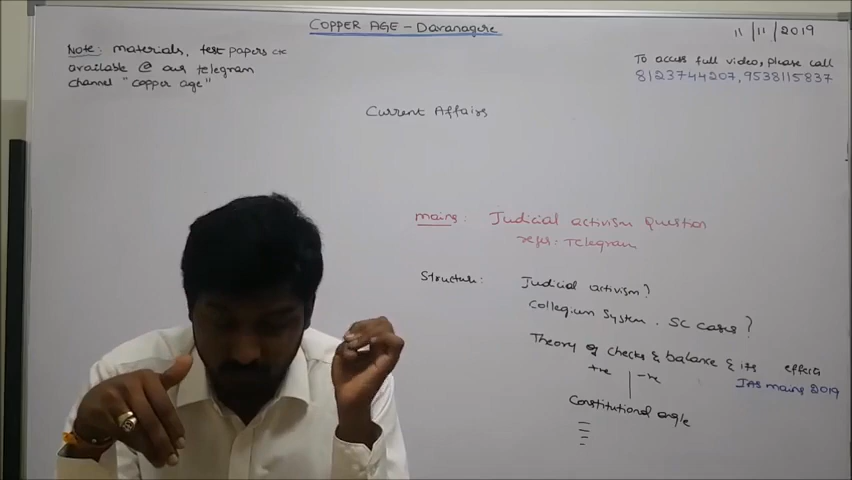 COPPER AGE - Davanagere
11/11/2019
Note: materials, test papers etc
available @ our telegram
channel "copper age"
To access full video, please call
8123744207, 9538115837
Current Affairs
mains: Judicial activism Question
refer: Telegram
Structure: Judicial activism?
Collegium System. SC cases?
Theory of checks & balance & its effects
+ve | -ve
IAS mains 2019
Constitutional angle